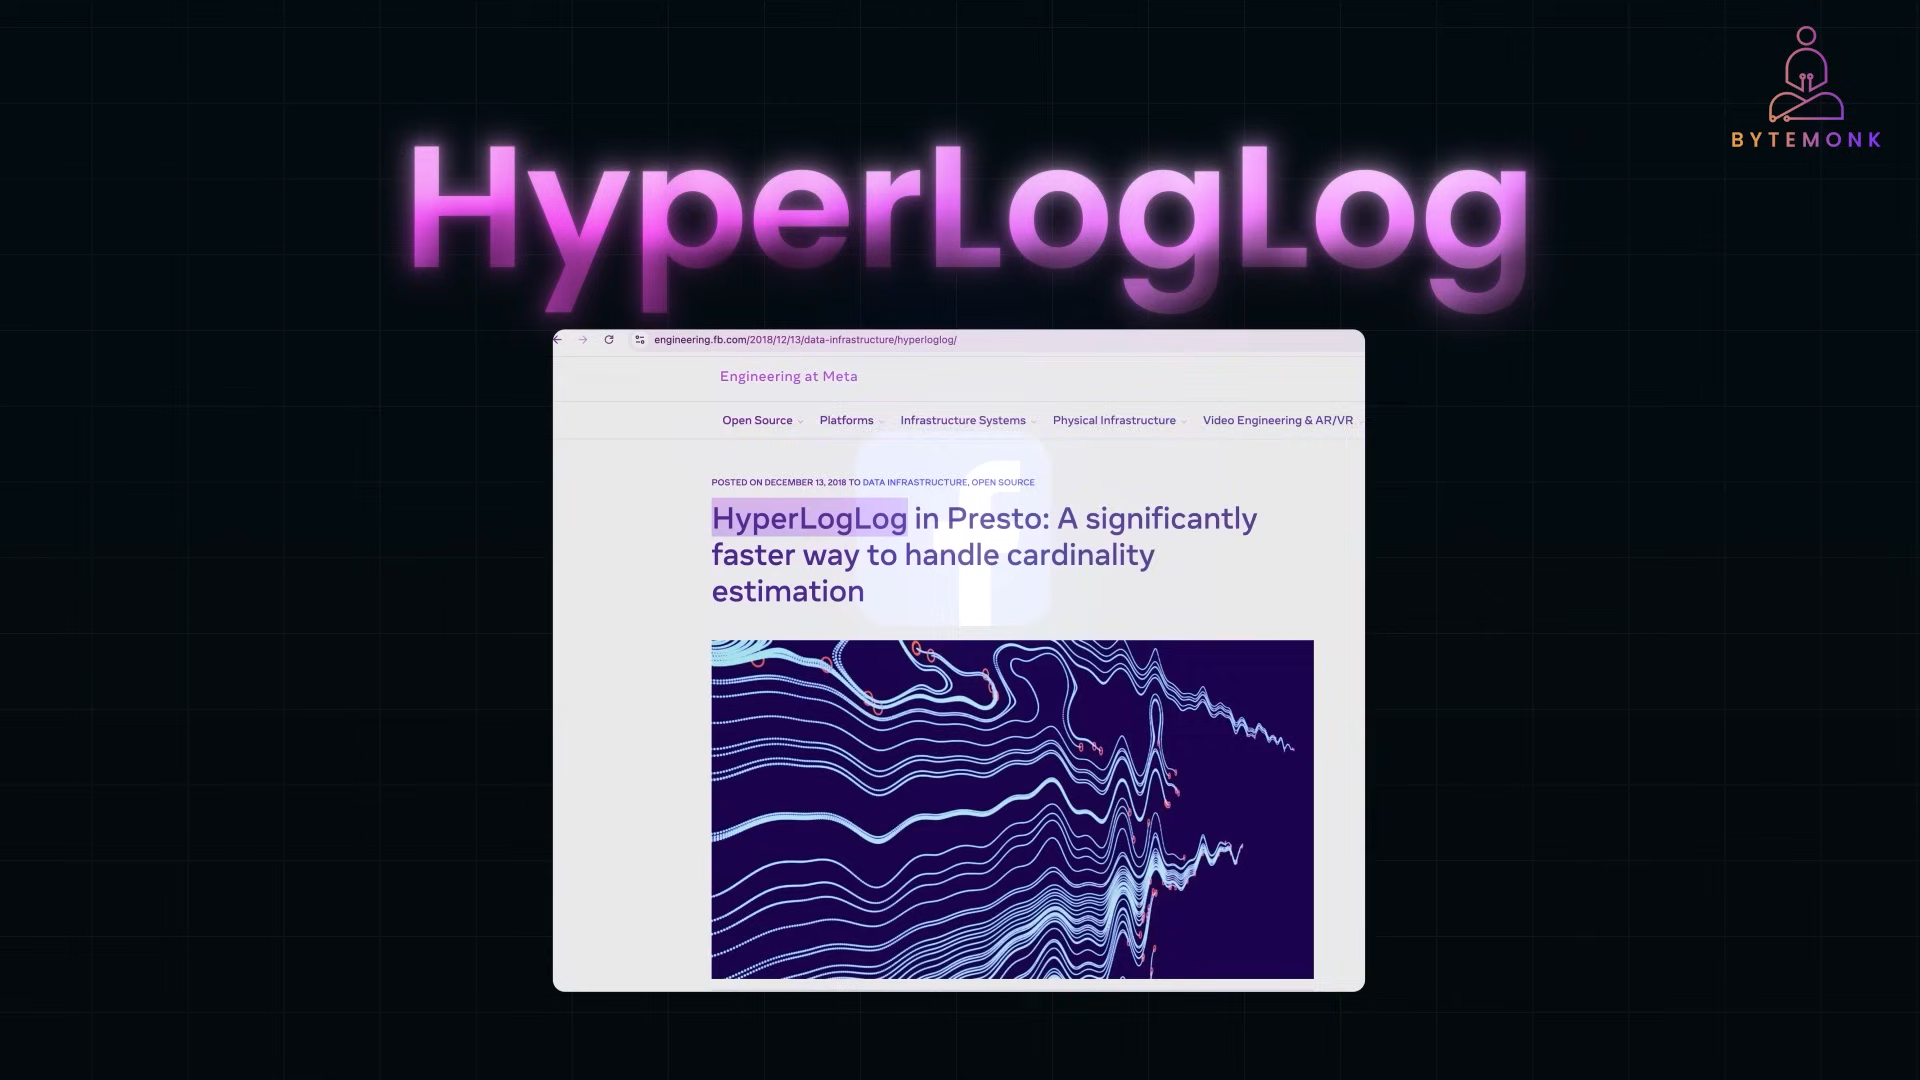 BYTEMONK
HyperLogLog
engineering.fb.com/2018/12/13/data-infrastructure/hyperloglog/
Engineering at Meta
Open Source Platforms Infrastructure Systems Physical Infrastructure Video Engineering & AR/VR
POSTED ON DECEMBER 13, 2018 TO DATA INFRASTRUCTURE, OPEN SOURCE
HyperLogLog in Presto: A significantly
faster way to handle cardinality
estimation